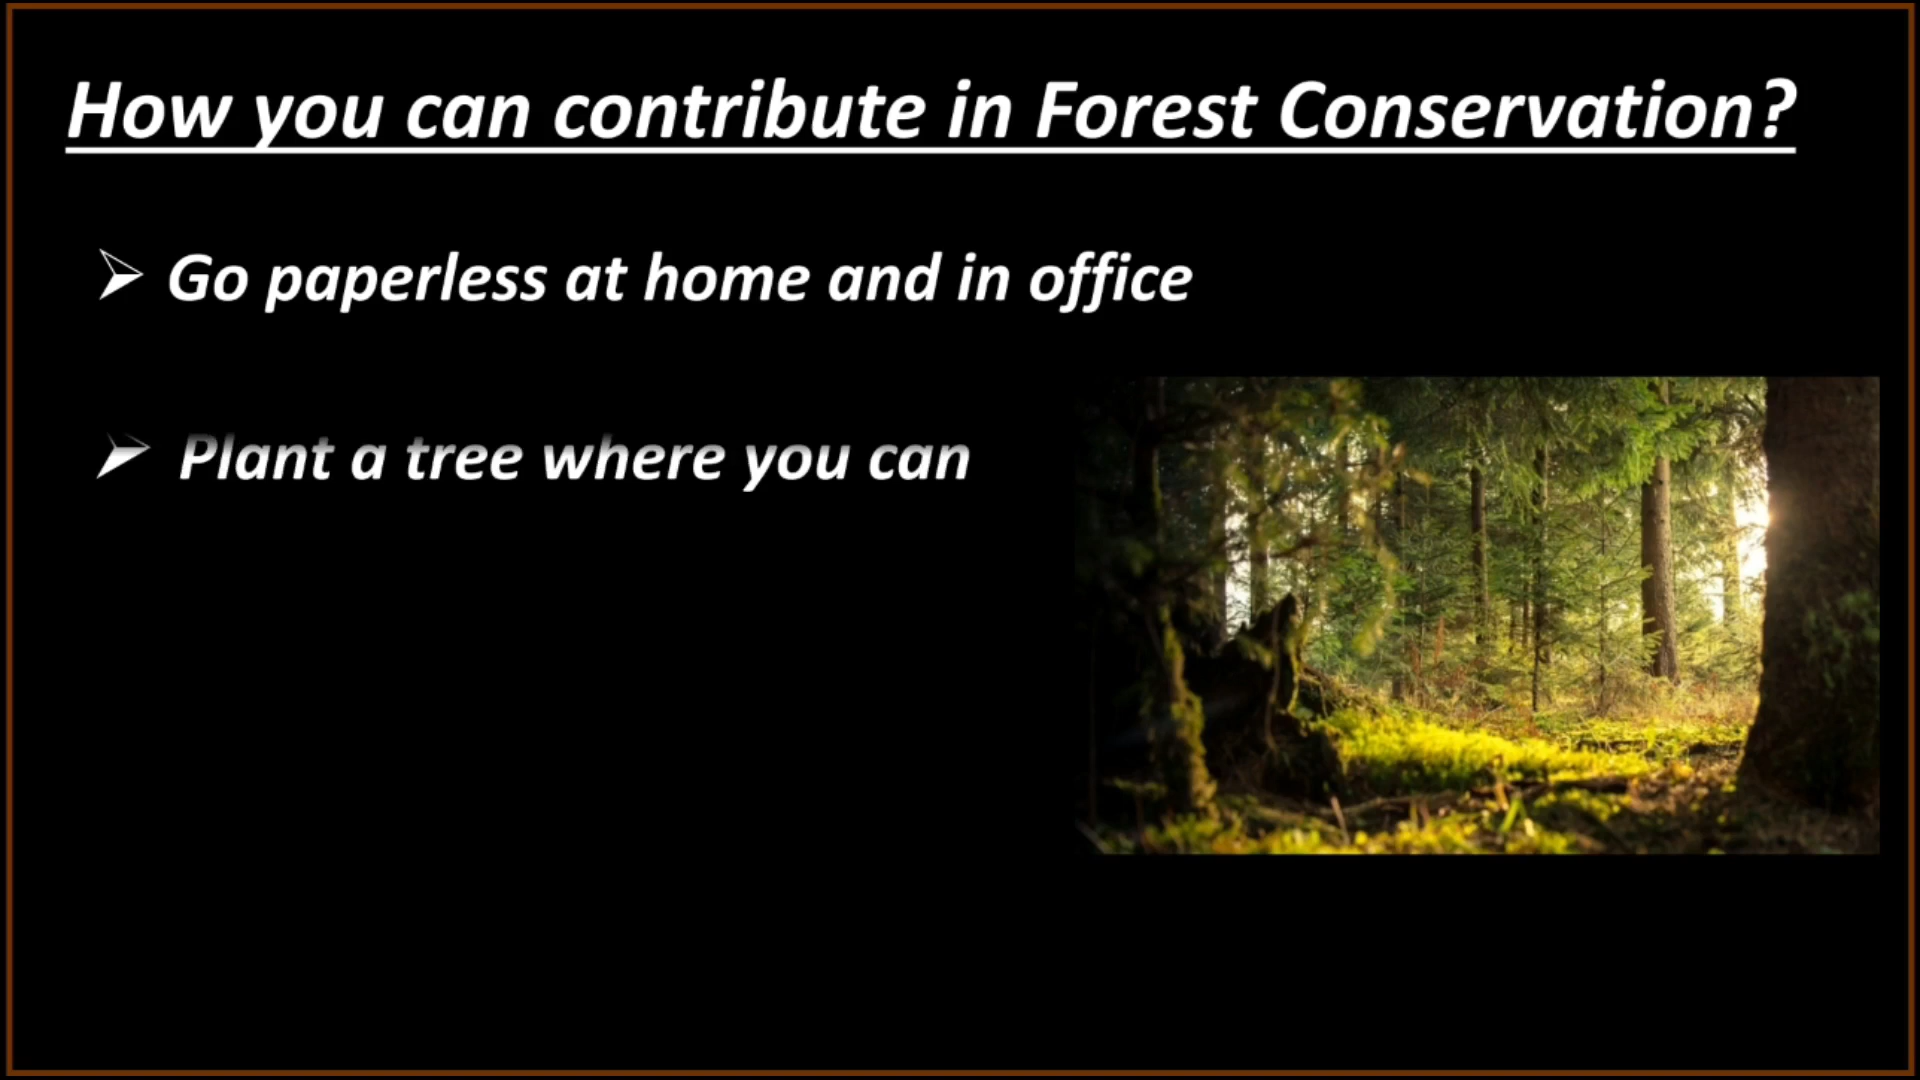 How you can contribute in Forest Conservation?
➢ Go paperless at home and in office
➢ Plant a tree where you can